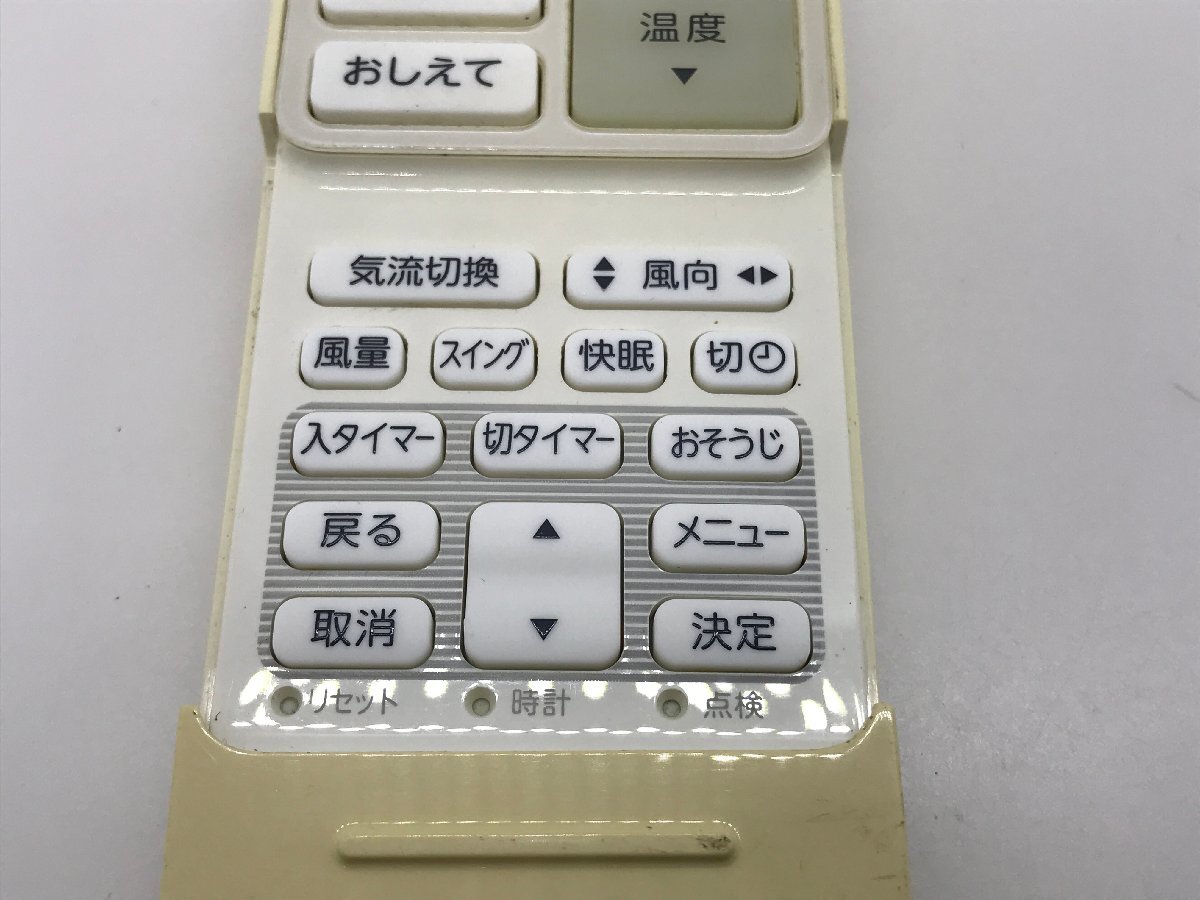 温度
▼
おしえて
気流切換
▲▼ 風向 ◀▶
風量
スイング
快眠
切
入タイマー
切タイマー
おそうじ
戻る
▲
メニュー
取消
▼
決定
リセット
時計
点検